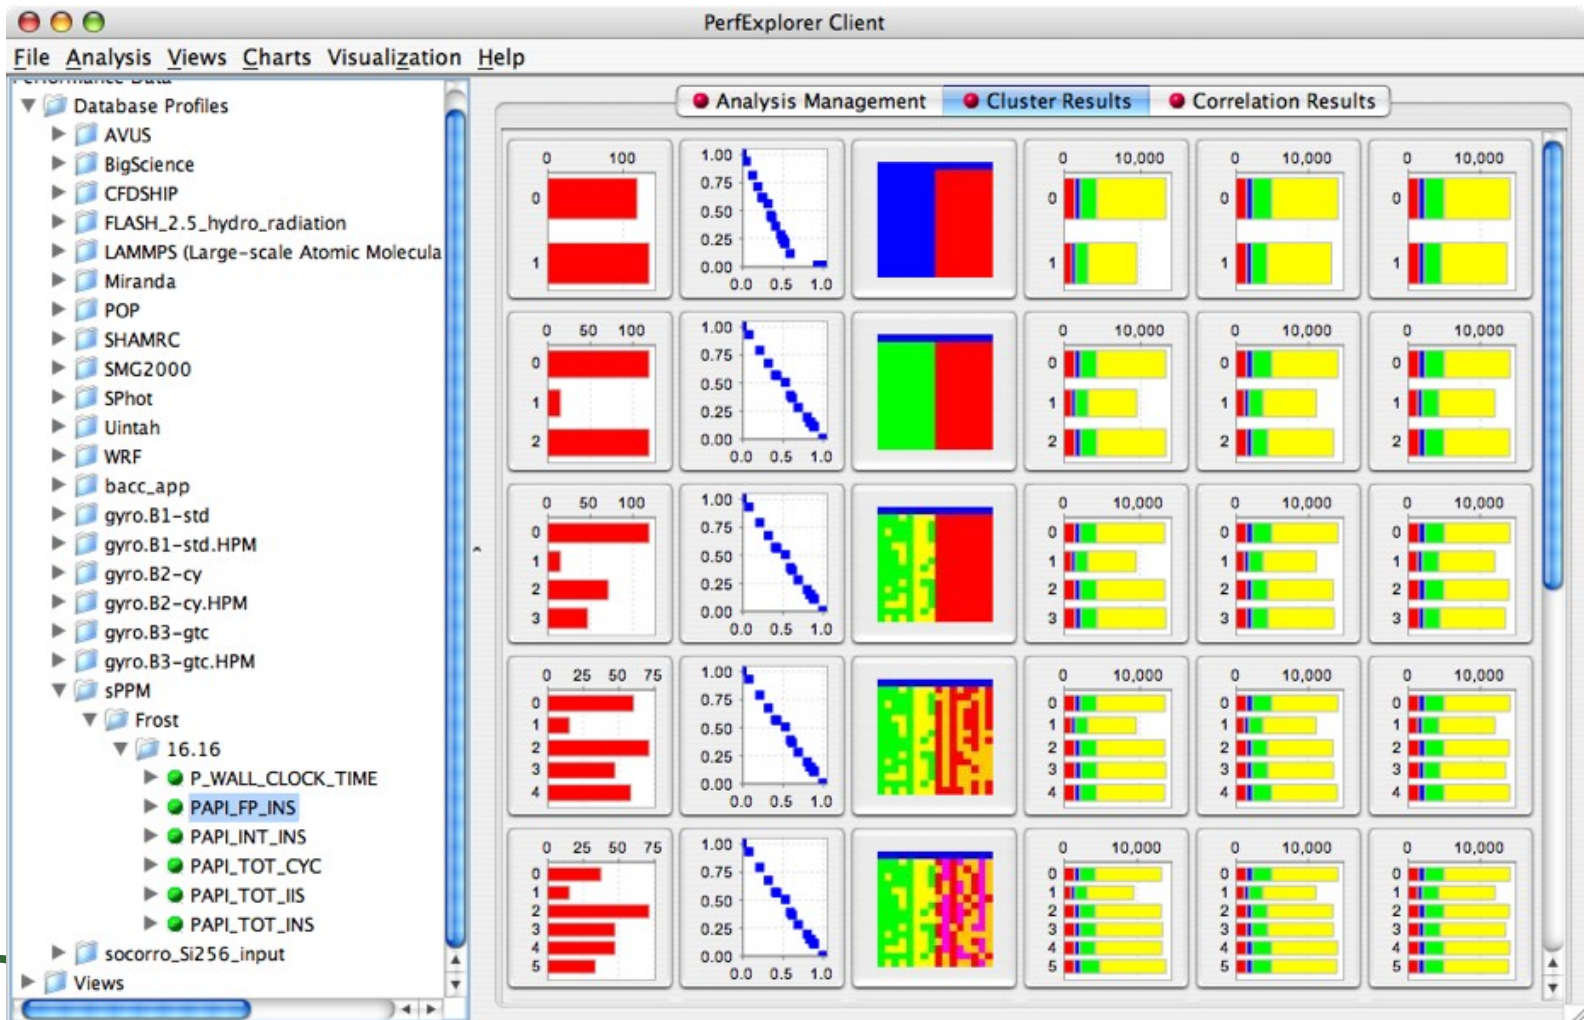 PerfExplorer Client
File Analysis Views Charts Visualization Help
Performance Data
Database Profiles
AVUS
BigScience
CFDSHIP
FLASH_2.5_hydro_radiation
LAMMPS (Large-scale Atomic Molecula
Miranda
POP
SHAMRC
SMG2000
SPhot
Uintah
WRF
bacc_app
gyro.B1-std
gyro.B1-std.HPM
gyro.B2-cy
gyro.B2-cy.HPM
gyro.B3-gtc
gyro.B3-gtc.HPM
sPPM
Frost
16.16
P_WALL_CLOCK_TIME
PAPI_FP_INS
PAPI_INT_INS
PAPI_TOT_CYC
PAPI_TOT_IIS
PAPI_TOT_INS
socorro_Si256_input
Views
Analysis Management Cluster Results Correlation Results
0 100
0
1
1.00
0.75
0.50
0.25
0.00
0.0 0.5 1.0
0 10,000
0
1
0 10,000
0
1
0 10,000
0
1
0 50 100
0
1
2
1.00
0.75
0.50
0.25
0.00
0.0 0.5 1.0
0 10,000
0
1
2
0 10,000
0
1
2
0 10,000
0
1
2
0 50 100
0
1
2
3
1.00
0.75
0.50
0.25
0.00
0.0 0.5 1.0
0 10,000
0
1
2
3
0 10,000
0
1
2
3
0 10,000
0
1
2
3
0 25 50 75
0
1
2
3
4
1.00
0.75
0.50
0.25
0.00
0.0 0.5 1.0
0 10,000
0
1
2
3
4
0 10,000
0
1
2
3
4
0 10,000
0
1
2
3
4
0 25 50 75
0
1
2
3
4
5
1.00
0.75
0.50
0.25
0.00
0.0 0.5 1.0
0 10,000
0
1
2
3
4
5
0 10,000
0
1
2
3
4
5
0 10,000
0
1
2
3
4
5